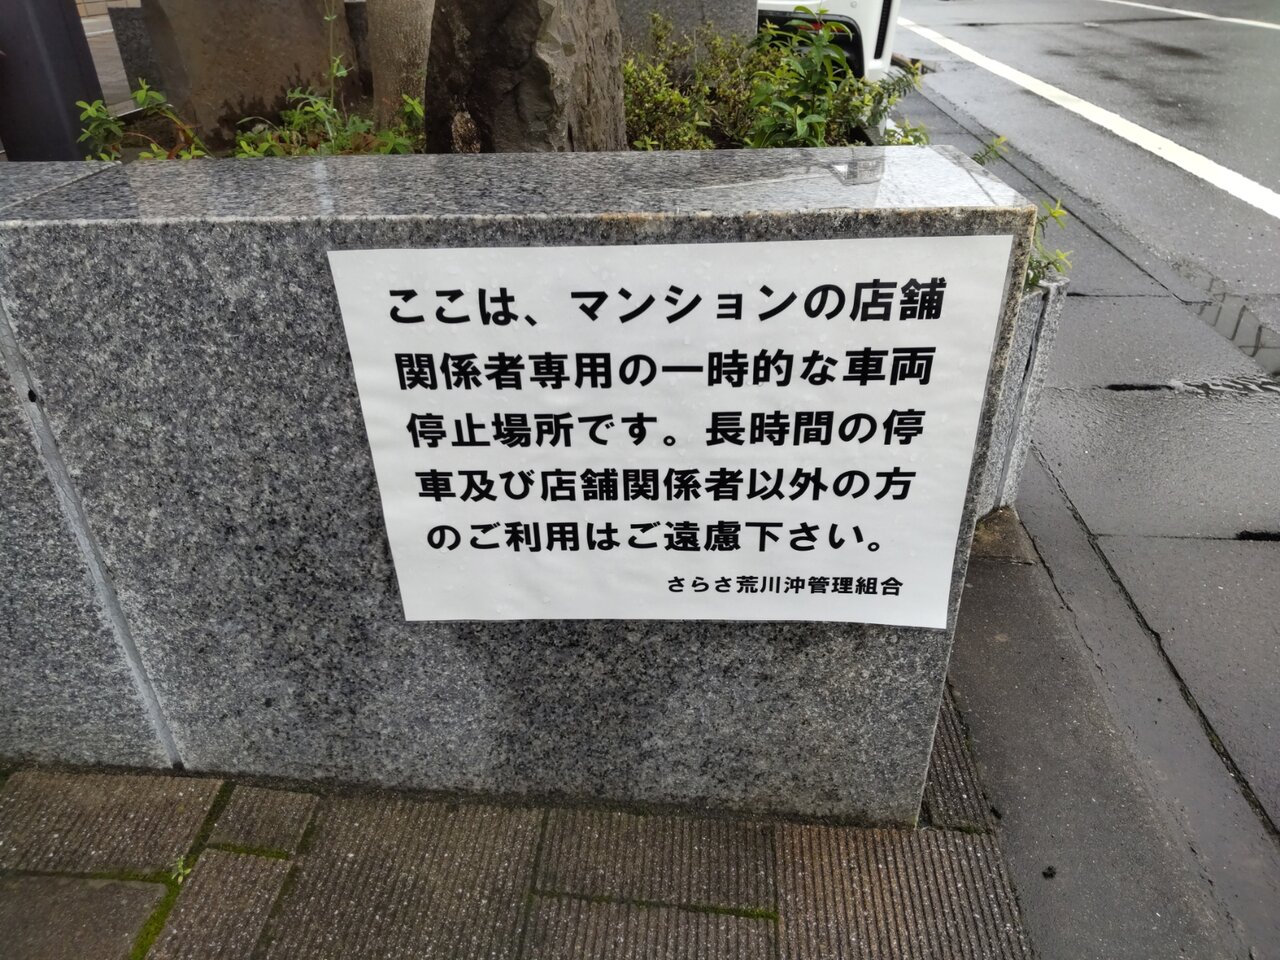 ここは、マンションの店舗
関係者専用の一時的な車両
停止場所です。長時間の停
車及び店舗関係者以外の方
のご利用はご遠慮下さい。
さらさ荒川沖管理組合